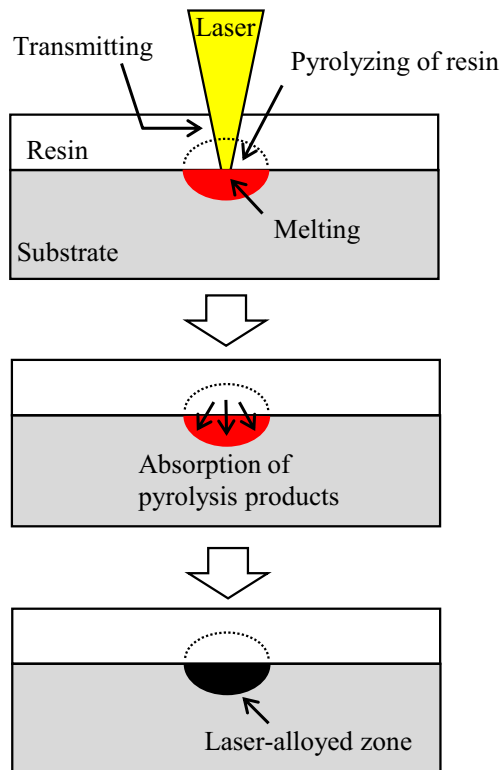 Laser
Transmitting
Pyrolyzing of resin
Resin
Melting
Substrate
Absorption of
pyrolysis products
Laser-alloyed zone